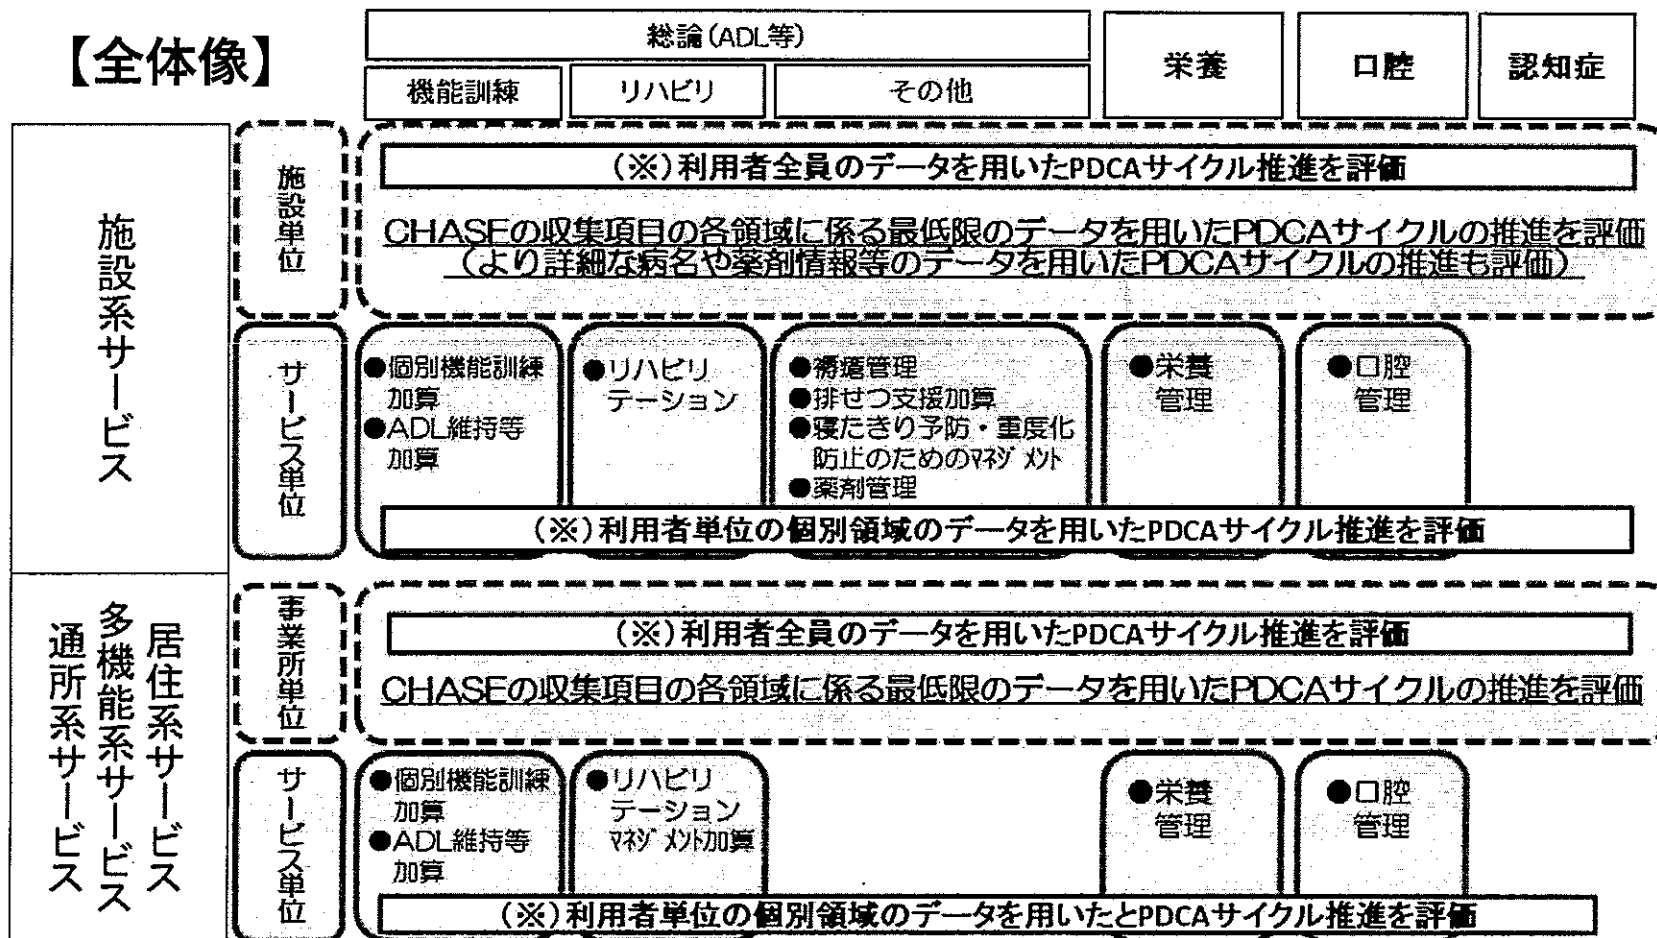 【全体像】
総論(ADL等)
機能訓練
リハビリ
その他
栄養
口腔
認知症
施設系サービス
施設単位
(※)利用者全員のデータを用いたPDCAサイクル推進を評価
CHASEの収集項目の各領域に係る最低限のデータを用いたPDCAサイクルの推進を評価
(より詳細な病名や薬剤情報等のデータを用いたPDCAサイクルの推進も評価)
サービス単位
●個別機能訓練
加算
●ADL維持等
加算
●リハビリ
テーション
●褥瘡管理
●排せつ支援加算
●寝たきり予防・重度化
防止のためのマネジメント
●薬剤管理
●栄養
管理
●口腔
管理
(※)利用者単位の個別領域のデータを用いたPDCAサイクル推進を評価
居住系サービス
多機能系サービス
通所系サービス
事業所単位
(※)利用者全員のデータを用いたPDCAサイクル推進を評価
CHASEの収集項目の各領域に係る最低限のデータを用いたPDCAサイクルの推進を評価
サービス単位
●個別機能訓練
加算
●ADL維持等
加算
●リハビリ
テーション
マネジメント加算
●栄養
管理
●口腔
管理
(※)利用者単位の個別領域のデータを用いたとPDCAサイクル推進を評価